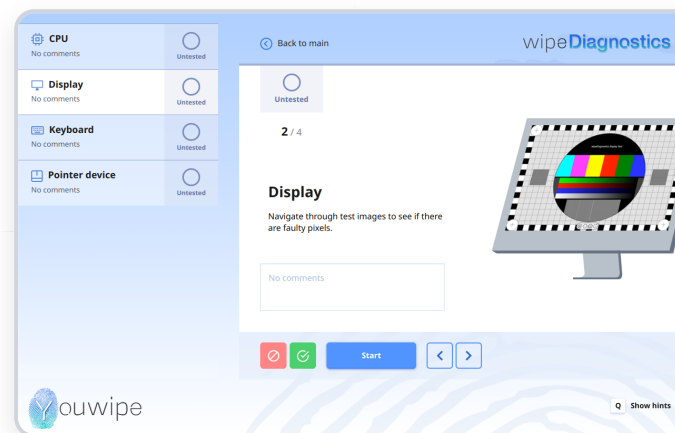 CPU
No comments
Untested
Display
No comments
Untested
Keyboard
No comments
Untested
Pointer device
No comments
Untested
Back to main
wipeDiagnostics
Untested
2 / 4
Display
Navigate through test images to see if there
are faulty pixels.
No comments
Start
Youwipe
Q Show hints